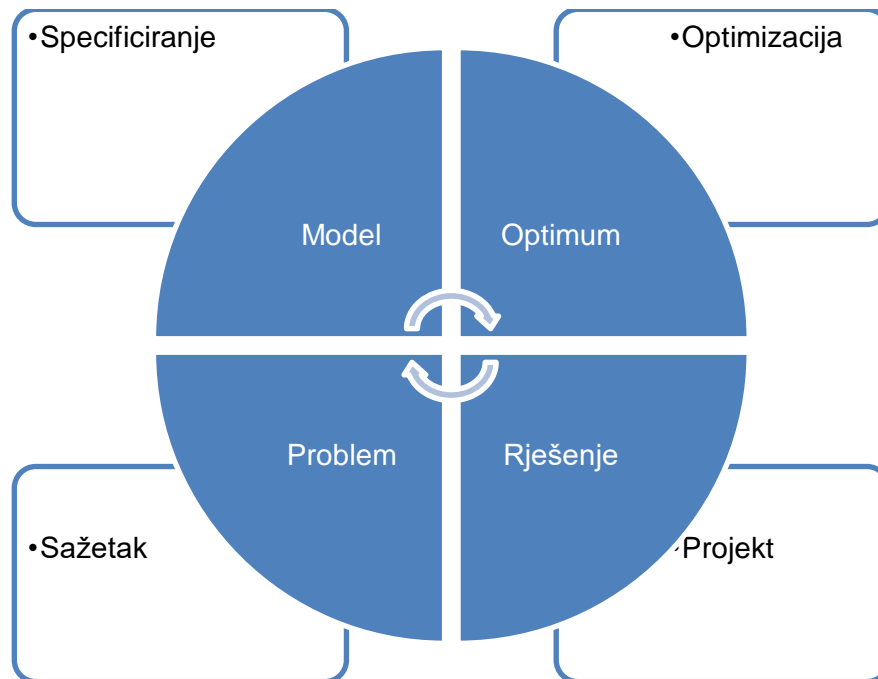 •Specificiranje
•Optimizacija
Model
Optimum
Problem
Rješenje
•Sažetak
•Projekt